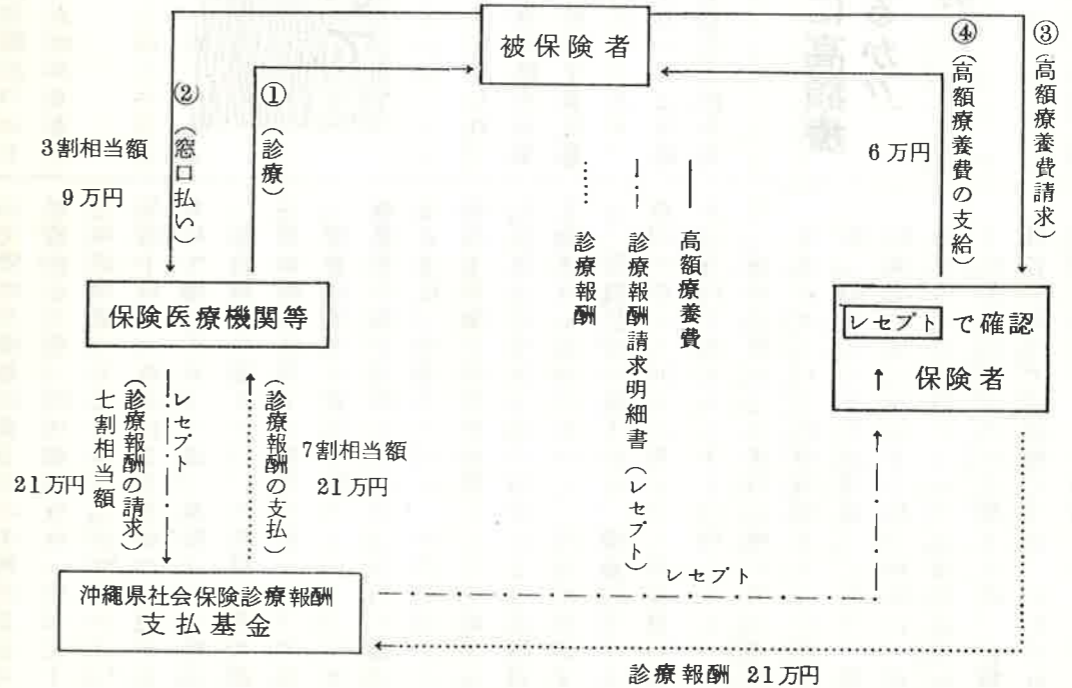 被保険者
④(高額療養費の支給)
6万円
③(高額療養費請求)
②(窓口払い)
3割相当額
9万円
①(診療)
高額療養費
診療報酬請求明細書(レセプト)
診療報酬
保険医療機関等
レセプト で確認
保険者
レセプト
(診療報酬の請求)
七割相当額
21万円
(診療報酬の支払)
7割相当額
21万円
沖縄県社会保険診療報酬
支払基金
レセプト
診療報酬 21万円